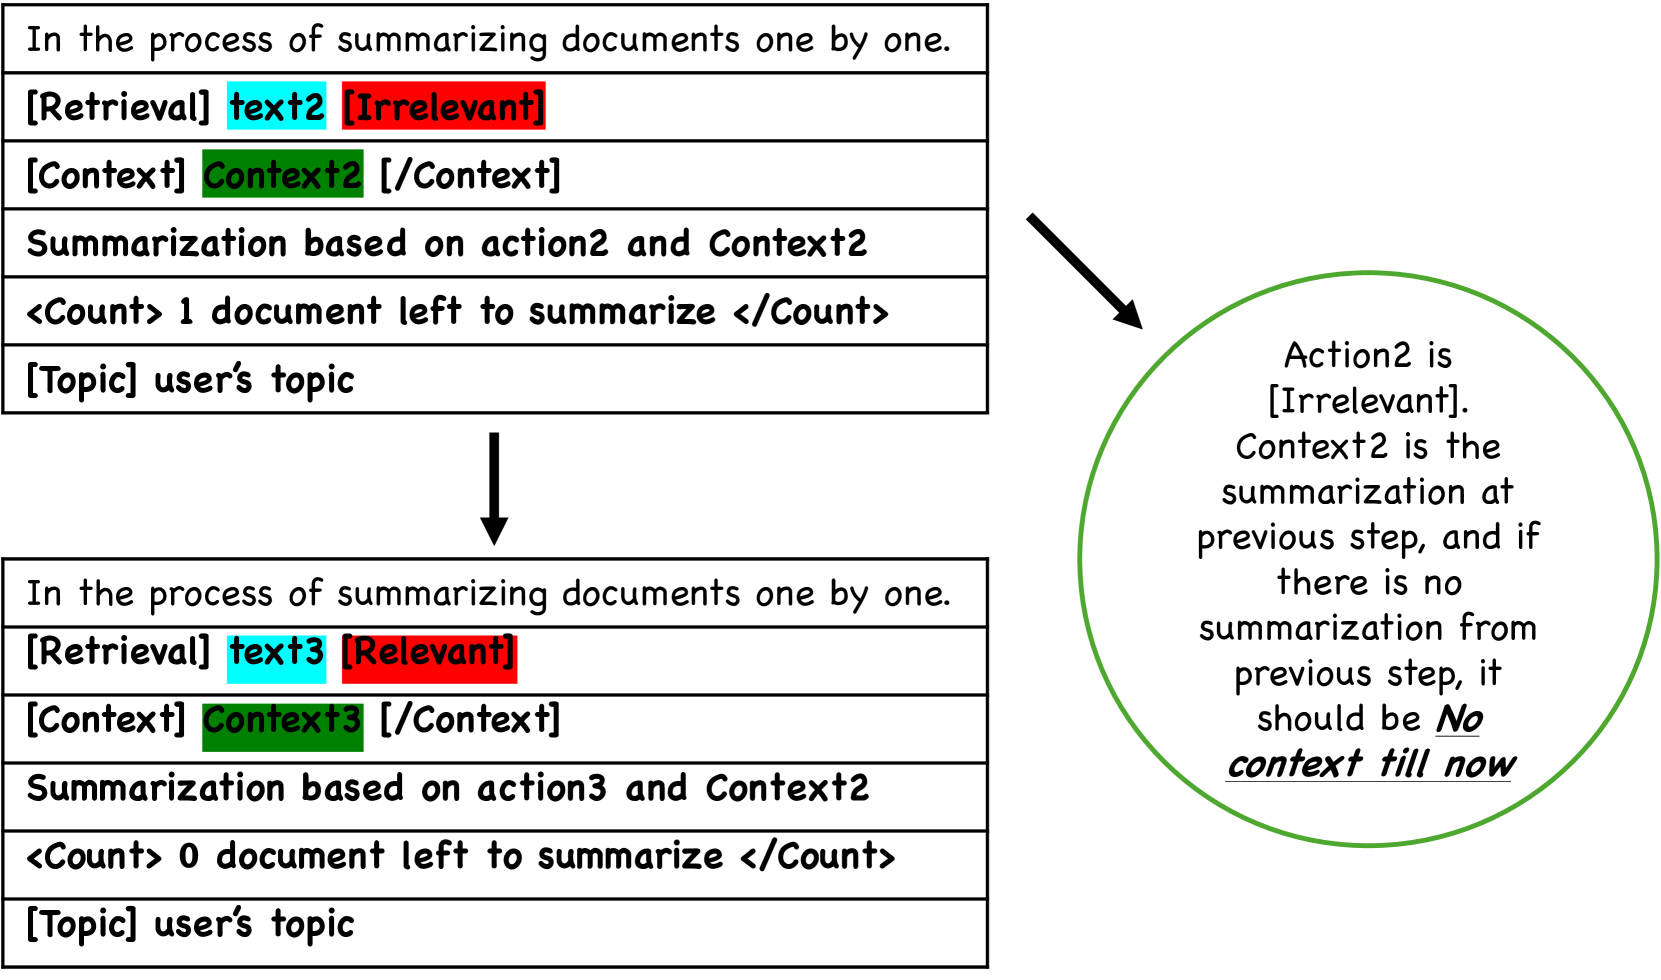 In the process of summarizing documents one by one.
[Retrieval] text2 [Irrelevant]
[Context] Context2 [/Context]
Summarization based on action2 and Context2
<Count> 1 document left to summarize </Count>
[Topic] user's topic
Action2 is
[Irrelevant].
Context2 is the
summarization at
previous step, and if
there is no
summarization from
previous step, it
should be No
context till now
In the process of summarizing documents one by one.
[Retrieval] text3 [Relevant]
[Context] Context3 [/Context]
Summarization based on action3 and Context2
<Count> 0 document left to summarize </Count>
[Topic] user's topic